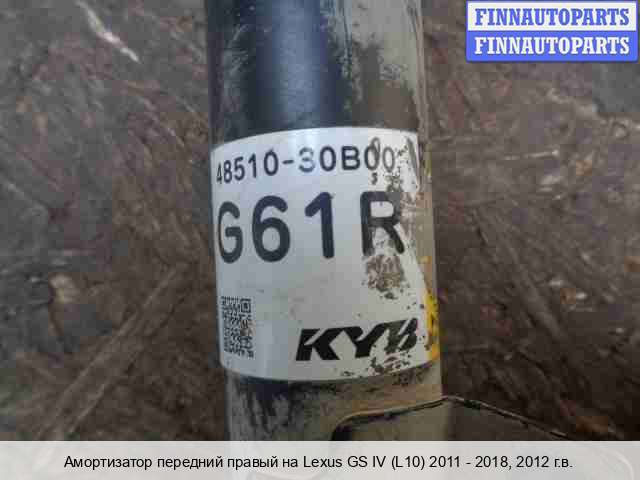 FINNAUTOPARTS
FINNAUTOPARTS
48510-30B00
G61R
KYB
Амортизатор передний правый на Lexus GS IV (L10) 2011 - 2018, 2012 г.в.